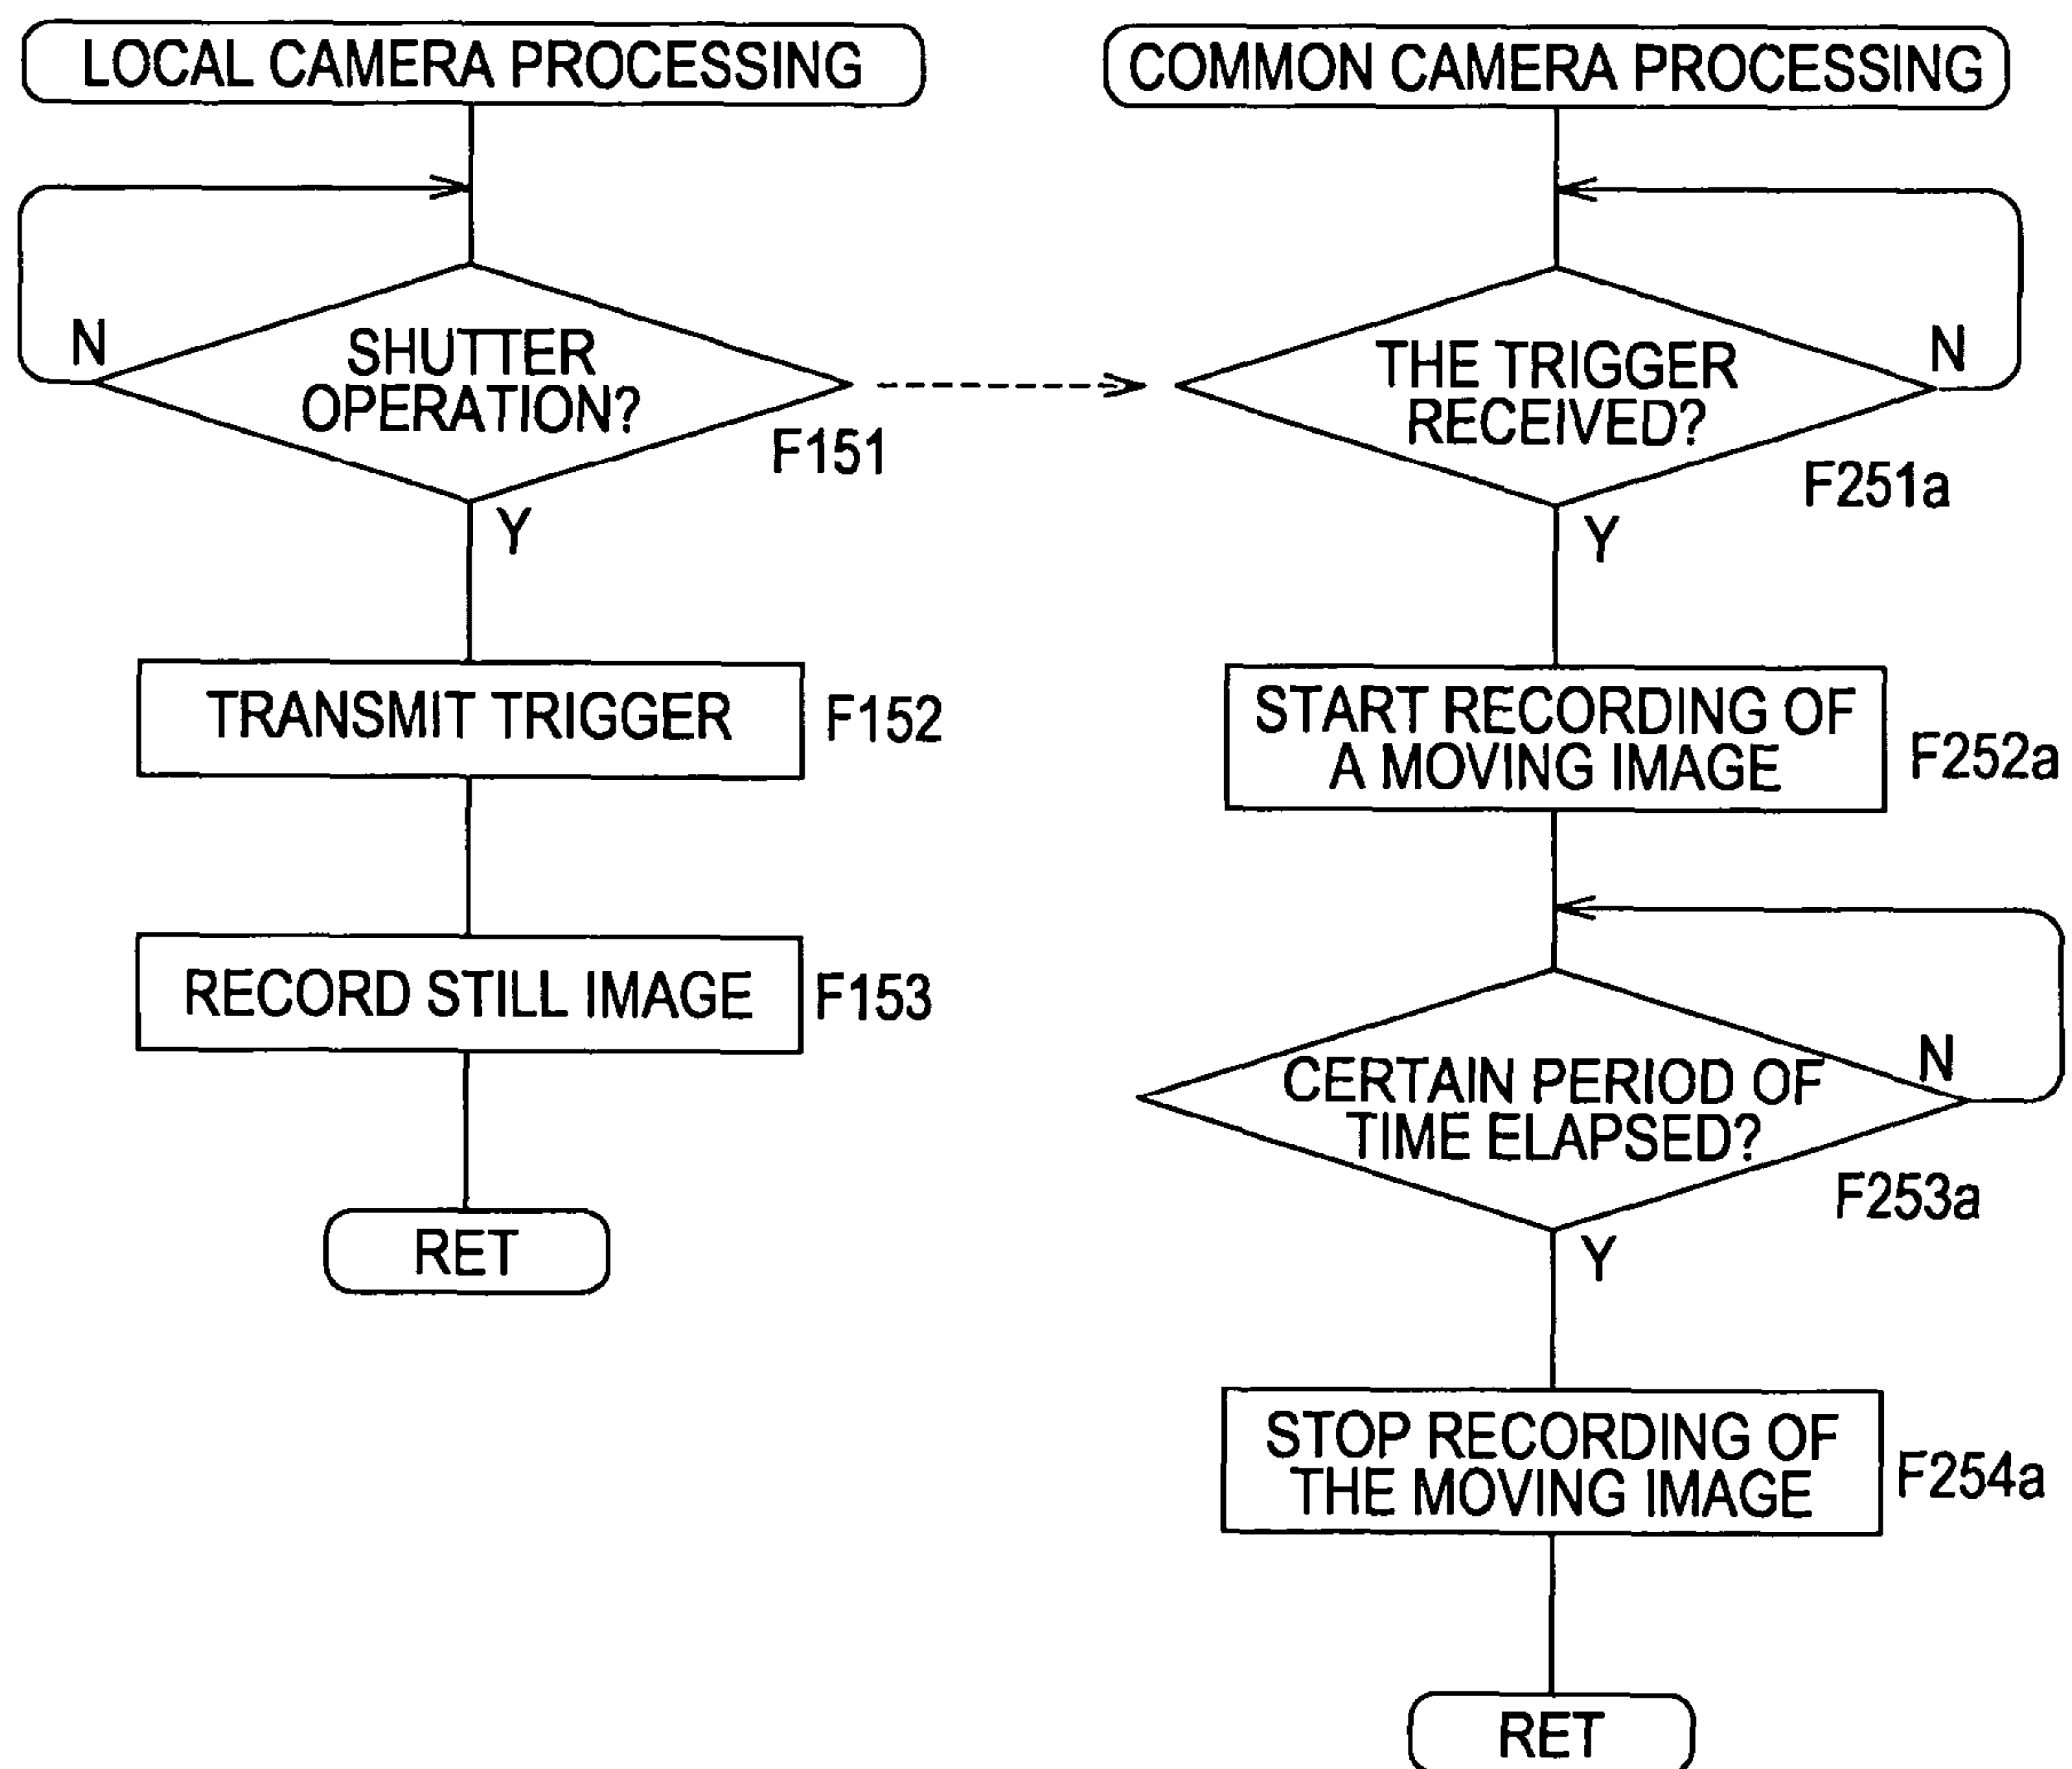 LOCAL CAMERA PROCESSING
N
SHUTTER
OPERATION?
F151
Y
TRANSMIT TRIGGER
F152
RECORD STILL IMAGE
F153
RET
COMMON CAMERA PROCESSING
N
THE TRIGGER
RECEIVED?
F251a
Y
START RECORDING OF
A MOVING IMAGE
F252a
N
CERTAIN PERIOD OF
TIME ELAPSED?
F253a
Y
STOP RECORDING OF
THE MOVING IMAGE
F254a
RET